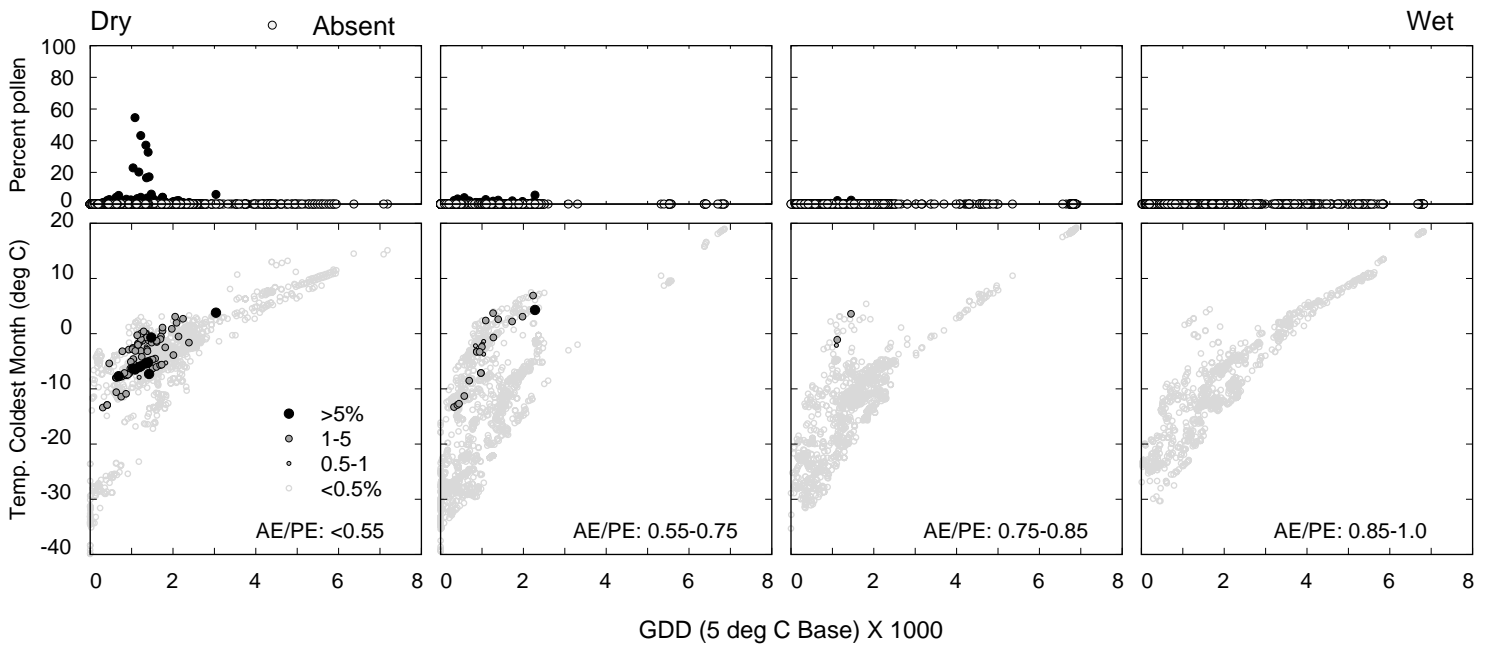 Dry
Absent
Wet
Percent pollen
100
80
60
40
20
0
Temp. Coldest Month (deg C)
20
10
0
-10
-20
-30
-40
>5%
1-5
0.5-1
<0.5%
AE/PE: <0.55
AE/PE: 0.55-0.75
AE/PE: 0.75-0.85
AE/PE: 0.85-1.0
0 2 4 6 8
0 2 4 6 8
0 2 4 6 8
0 2 4 6 8
GDD (5 deg C Base) X 1000